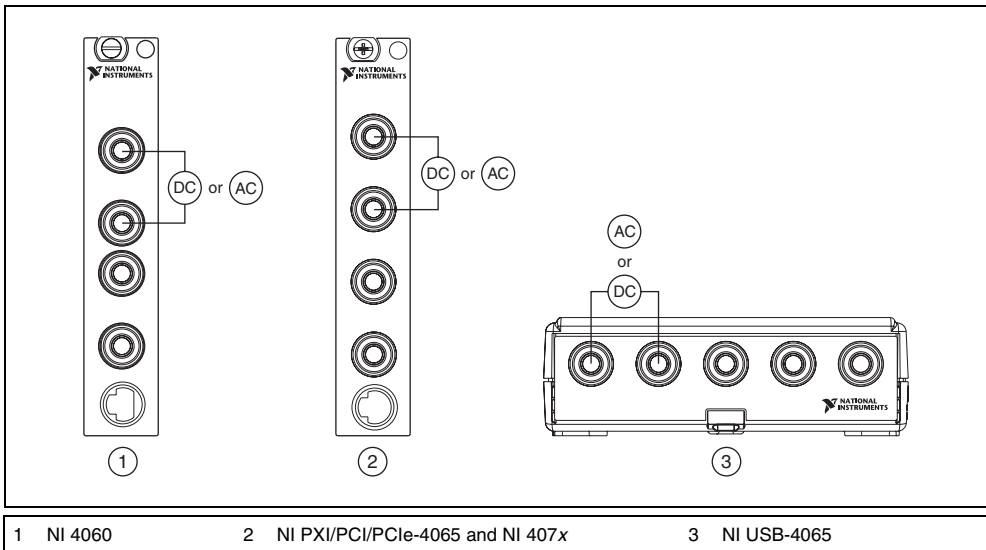 NATIONAL
INSTRUMENTS
DC or AC
1
NATIONAL
INSTRUMENTS
DC or AC
2
AC
or
DC
NATIONAL
INSTRUMENTS
3
1 NI 4060 2 NI PXI/PCI/PCIe-4065 and NI 407x 3 NI USB-4065